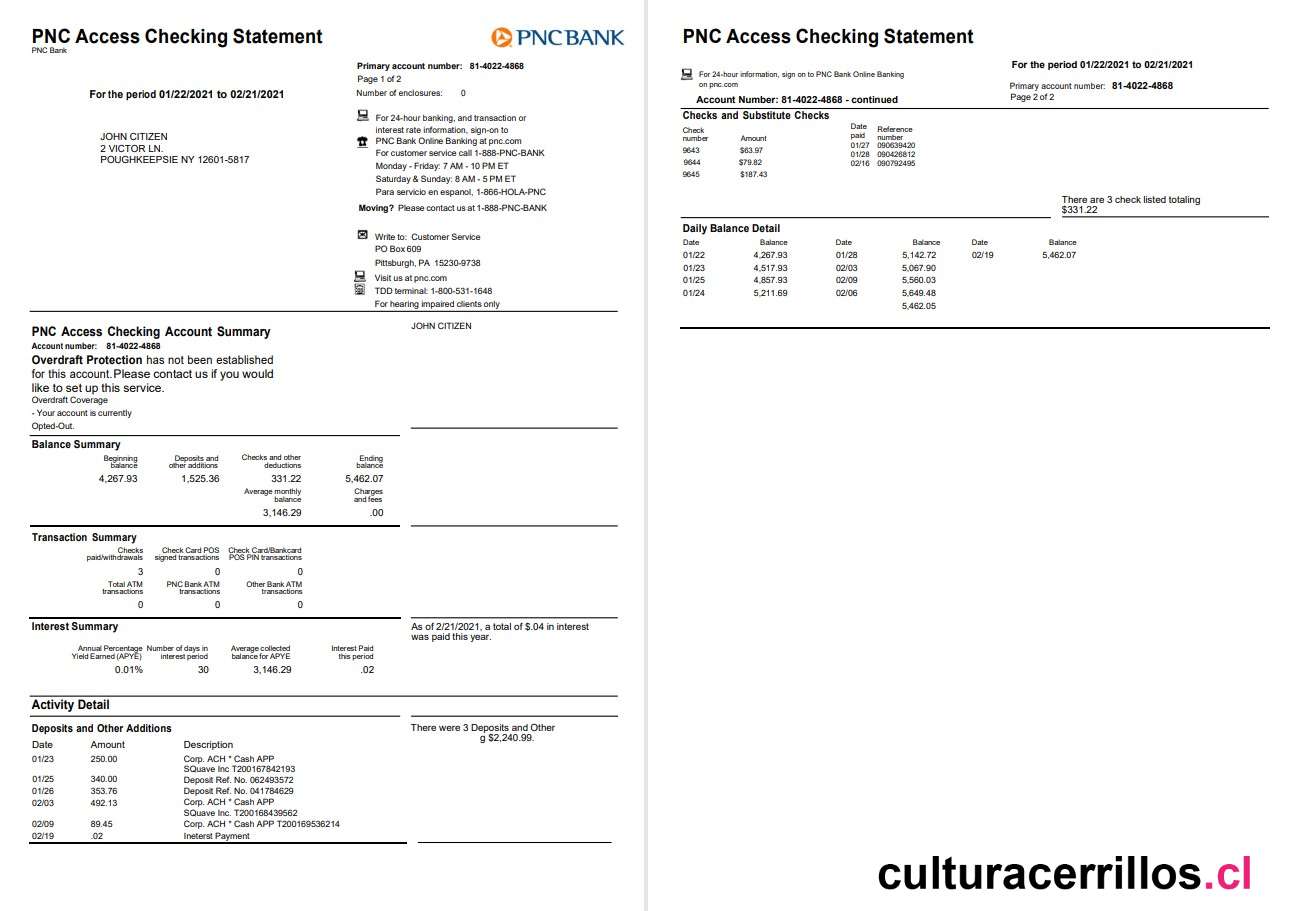 PNC Access Checking Statement
PNC Bank
PNCBANK
Primary account number: 81-4022-4868
Page 1 of 2
Number of enclosures: 0
For the period 01/22/2021 to 02/21/2021
JOHN CITIZEN
2 VICTOR LN.
POUGHKEEPSIE NY 12601-5817
For 24-hour banking, and transaction or
interest rate information, sign-on to
PNC Bank Online Banking at pnc.com
For customer service call 1-888-PNC-BANK
Monday - Friday: 7 AM - 10 PM ET
Saturday & Sunday: 8 AM - 5 PM ET
Para servicio en espanol, 1-866-HOLA-PNC
Moving? Please contact us at 1-888-PNC-BANK
Write to: Customer Service
PO Box 609
Pittsburgh, PA 15230-9738
Visit us at pnc.com
TDD terminal: 1-800-531-1648
For hearing impaired clients only
PNC Access Checking Account Summary
Account number: 81-4022-4868
Overdraft Protection has not been established
for this account. Please contact us if you would
like to set up this service.
Overdraft Coverage
- Your account is currently
Opted-Out.
JOHN CITIZEN
Balance Summary
Beginning balance Deposits and other additions Checks and other deductions Ending balance
4,267.93 1,525.36 331.22 5,462.07
Average monthly balance Charges and fees
3,146.29 .00
Transaction Summary
Checks paid/withdrawals Check Card POS signed transactions Check Card/Bankcard POS PIN transactions
3 0 0
Total ATM transactions PNC Bank ATM transactions Other Bank ATM transactions
0 0 0
Interest Summary
Annual Percentage Yield Earned (APYE) Number of days in interest period Average collected balance for APYE Interest Paid this period
0.01% 30 3,146.29 .02
As of 2/21/2021, a total of $.04 in interest
was paid this year.
Activity Detail
Deposits and Other Additions
Date Amount Description
01/23 250.00 Corp. ACH * Cash APP
SQuave Inc T200167842193
01/25 340.00 Deposit Ref. No. 062493572
01/26 353.76 Deposit Ref. No. 041784629
02/03 492.13 Corp. ACH * Cash APP
SQuave Inc. T200168439562
02/09 89.45 Corp. ACH * Cash APP T200169536214
02/19 .02 Ineterst Payment
There were 3 Deposits and Other
g $2,240.99.
PNC Access Checking Statement
For 24-hour information, sign on to PNC Bank Online Banking
on pnc.com
For the period 01/22/2021 to 02/21/2021
Primary account number: 81-4022-4868
Page 2 of 2
Account Number: 81-4022-4868 - continued
Checks and Substitute Checks
Check number Amount Date paid Reference number
9643 $63.97 01/27 090639420
9644 $79.82 01/28 090426812
9645 $187.43 02/16 090792495
There are 3 check listed totaling
$331.22
Daily Balance Detail
Date Balance Date Balance Date Balance
01/22 4,267.93 01/28 5,142.72 02/19 5,462.07
01/23 4,517.93 02/03 5,067.90
01/25 4,857.93 02/09 5,560.03
01/24 5,211.69 02/06 5,649.48
5,462.05
culturacerrillos.cl